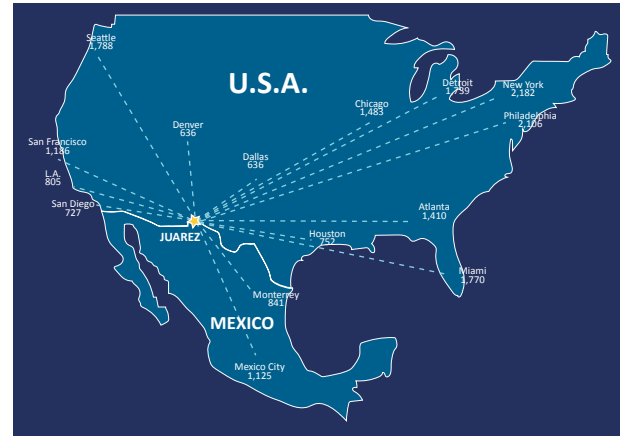 Seattle
1,788
U.S.A.
Detroit
1,739
New York
2,182
Chicago
1,483
Philadelphia
2,106
Denver
636
San Francisco
1,186
Dallas
636
L.A.
805
San Diego
727
Atlanta
1,410
JUAREZ
Houston
752
Miami
1,770
Monterrey
841
MEXICO
Mexico City
1,125